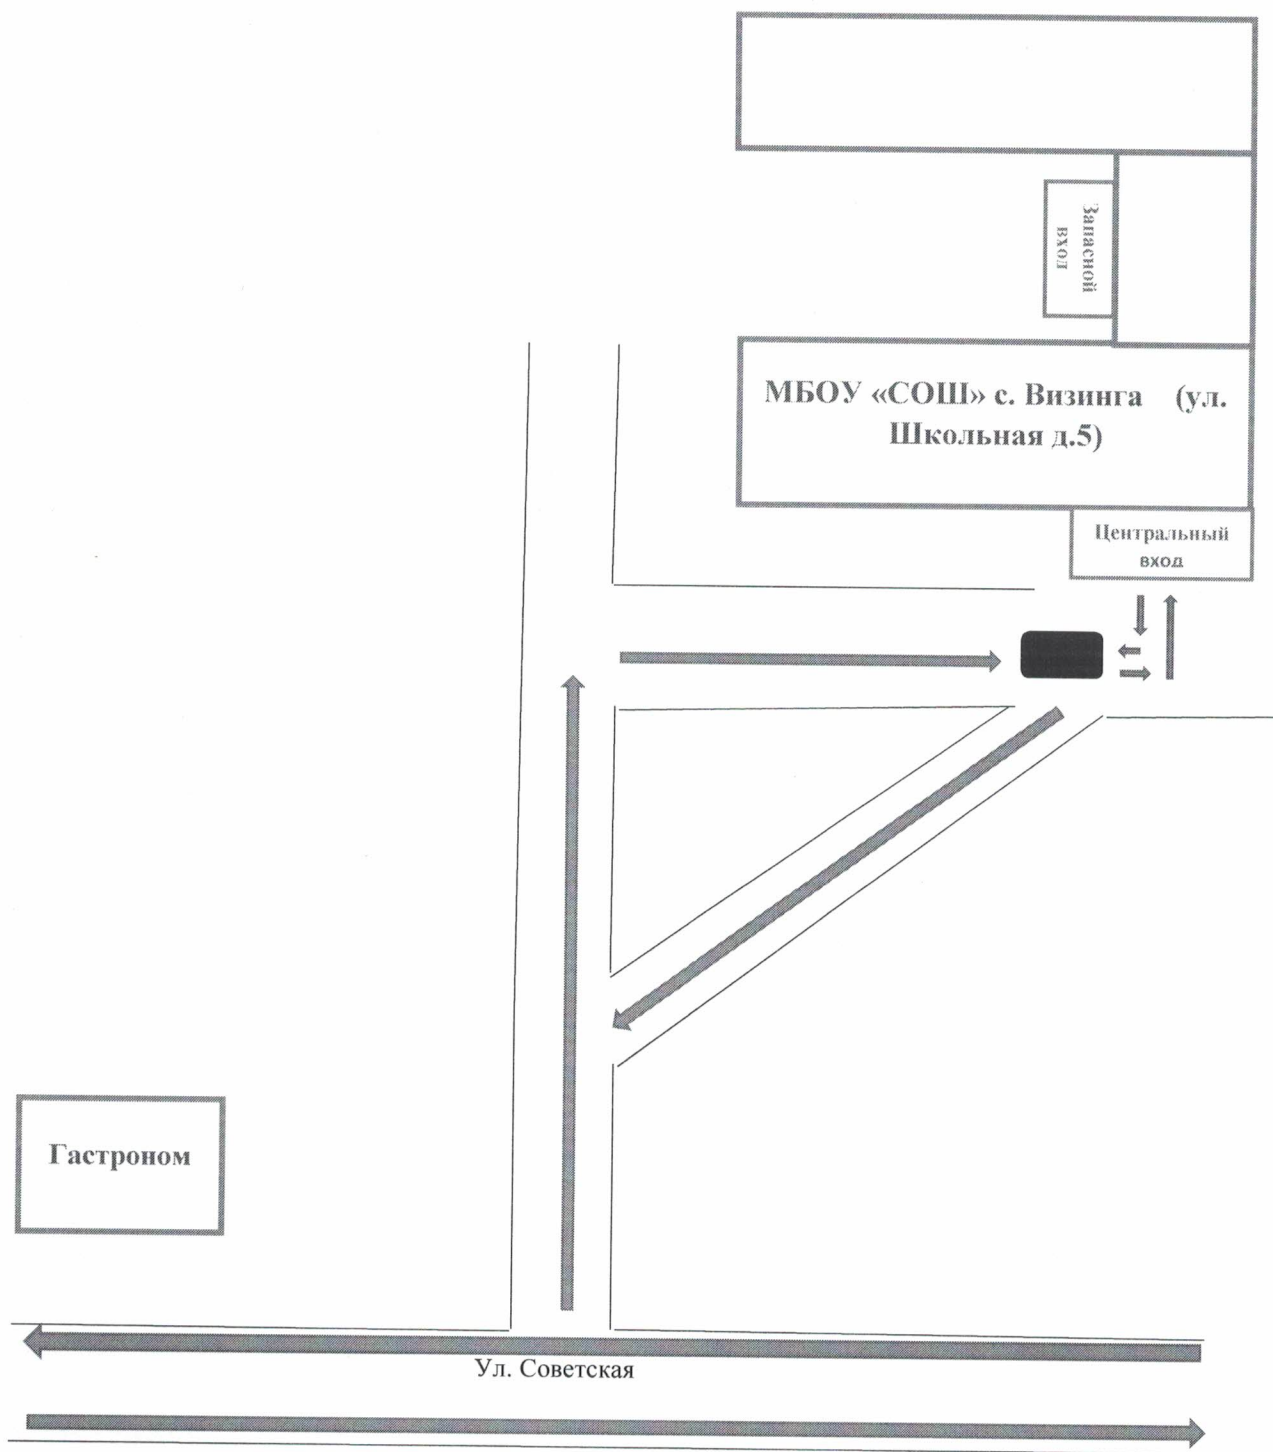 Запасной
вход
МБОУ «СОШ» с. Визинга (ул.
Школьная д.5)
Центральный
вход
Гастроном
Ул. Советская